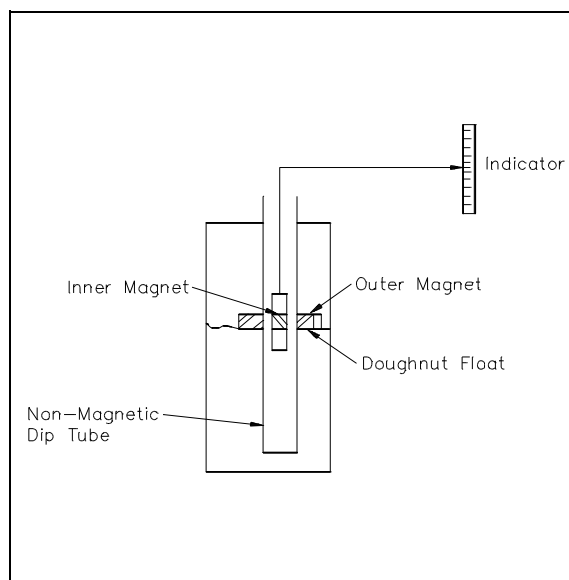 Indicator
Inner Magnet
Outer Magnet
Doughnut Float
Non-Magnetic
Dip Tube